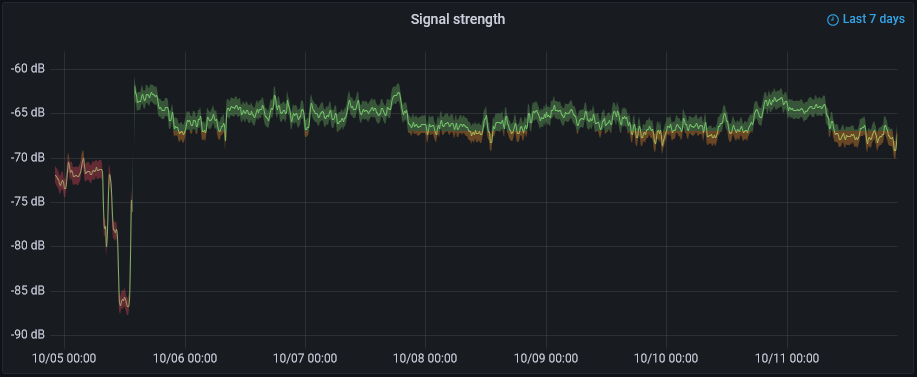 Signal strength
Last 7 days
-60 dB
-65 dB
-70 dB
-75 dB
-80 dB
-85 dB
-90 dB
10/05 00:00 10/06 00:00 10/07 00:00 10/08 00:00 10/09 00:00 10/10 00:00 10/11 00:00